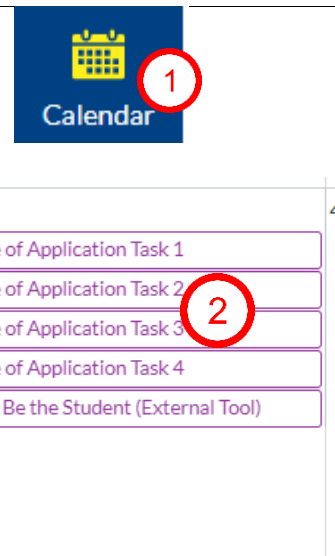 1
Calendar
of Application Task 1
of Application Task 2
of Application Task 3
2
of Application Task 4
Be the Student (External Tool)